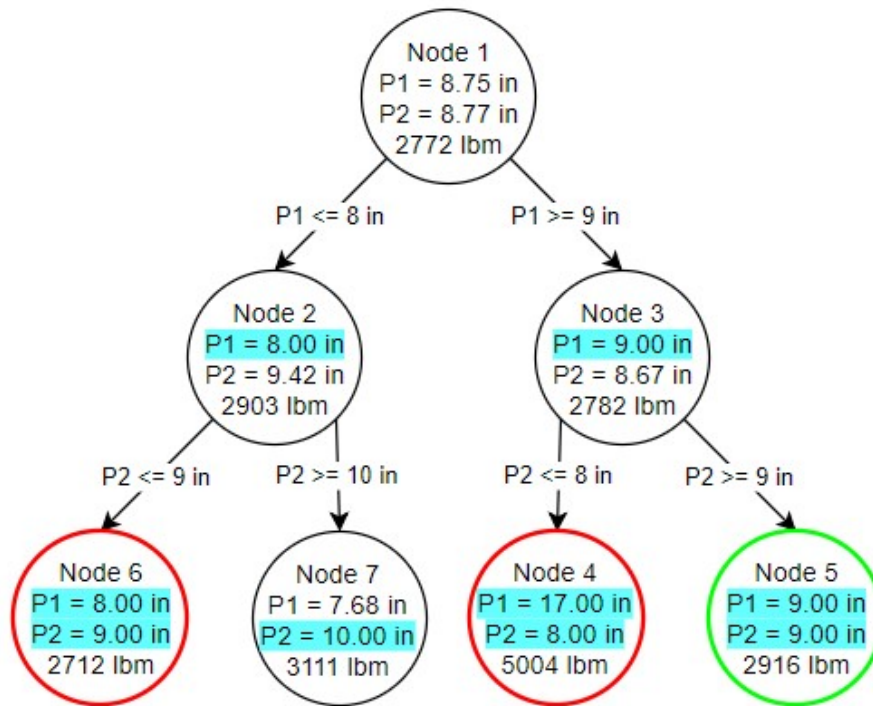 Node 1
P1 = 8.75 in
P2 = 8.77 in
2772 lbm
P1 <= 8 in
P1 >= 9 in
Node 2
P1 = 8.00 in
P2 = 9.42 in
2903 lbm
Node 3
P1 = 9.00 in
P2 = 8.67 in
2782 lbm
P2 <= 9 in
P2 >= 10 in
P2 <= 8 in
P2 >= 9 in
Node 6
P1 = 8.00 in
P2 = 9.00 in
2712 lbm
Node 7
P1 = 7.68 in
P2 = 10.00 in
3111 lbm
Node 4
P1 = 17.00 in
P2 = 8.00 in
5004 lbm
Node 5
P1 = 9.00 in
P2 = 9.00 in
2916 lbm